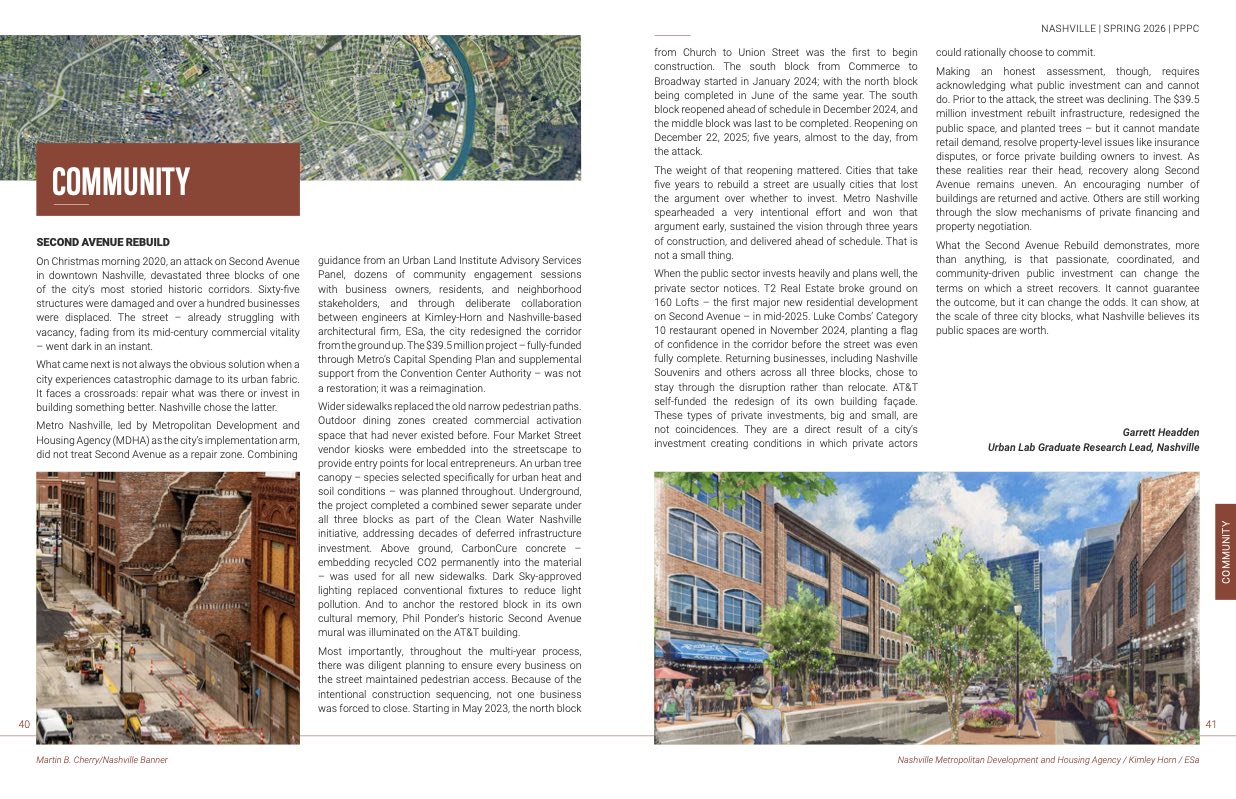 COMMUNITY
SECOND AVENUE REBUILD
On Christmas morning 2020, an attack on Second Avenue
in downtown Nashville, devastated three blocks of one
of the city's most storied historic corridors. Sixty-five
structures were damaged and over a hundred businesses
were displaced. The street – already struggling with
vacancy, fading from its mid-century commercial vitality
– went dark in an instant.
What came next is not always the obvious solution when a
city experiences catastrophic damage to its urban fabric.
It faces a crossroads: repair what was there or invest in
building something better. Nashville chose the latter.
Metro Nashville, led by Metropolitan Development and
Housing Agency (MDHA) as the city's implementation arm,
did not treat Second Avenue as a repair zone. Combining
40
Martin B. Cherry/Nashville Banner
guidance from an Urban Land Institute Advisory Services
Panel, dozens of community engagement sessions
with business owners, residents, and neighborhood
stakeholders, and through deliberate collaboration
between engineers at Kimley-Horn and Nashville-based
architectural firm, ESa, the city redesigned the corridor
from the ground up. The $39.5 million project – fully-funded
through Metro's Capital Spending Plan and supplemental
support from the Convention Center Authority – was not
a restoration; it was a reimagination.
Wider sidewalks replaced the old narrow pedestrian paths.
Outdoor dining zones created commercial activation
space that had never existed before. Four Market Street
vendor kiosks were embedded into the streetscape to
provide entry points for local entrepreneurs. An urban tree
canopy – species selected specifically for urban heat and
soil conditions – was planned throughout. Underground,
the project completed a combined sewer separate under
all three blocks as part of the Clean Water Nashville
initiative, addressing decades of deferred infrastructure
investment. Above ground, CarbonCure concrete –
embedding recycled CO2 permanently into the material
– was used for all new sidewalks. Dark Sky-approved
lighting replaced conventional fixtures to reduce light
pollution. And to anchor the restored block in its own
cultural memory, Phil Ponder's historic Second Avenue
mural was illuminated on the AT&T building.
Most importantly, throughout the multi-year process,
there was diligent planning to ensure every business on
the street maintained pedestrian access. Because of the
intentional construction sequencing, not one business
was forced to close. Starting in May 2023, the north block
NASHVILLE | SPRING 2026 | PPPC
from Church to Union Street was the first to begin
construction. The south block from Commerce to
Broadway started in January 2024; with the north block
being completed in June of the same year. The south
block reopened ahead of schedule in December 2024, and
the middle block was last to be completed. Reopening on
December 22, 2025; five years, almost to the day, from
the attack.
The weight of that reopening mattered. Cities that take
five years to rebuild a street are usually cities that lost
the argument over whether to invest. Metro Nashville
spearheaded a very intentional effort and won that
argument early, sustained the vision through three years
of construction, and delivered ahead of schedule. That is
not a small thing.
When the public sector invests heavily and plans well, the
private sector notices. T2 Real Estate broke ground on
160 Lofts – the first major new residential development
on Second Avenue – in mid-2025. Luke Combs' Category
10 restaurant opened in November 2024, planting a flag
of confidence in the corridor before the street was even
fully complete. Returning businesses, including Nashville
Souvenirs and others across all three blocks, chose to
stay through the disruption rather than relocate. AT&T
self-funded the redesign of its own building façade.
These types of private investments, big and small, are
not coincidences. They are a direct result of a city's
investment creating conditions in which private actors
could rationally choose to commit.
Making an honest assessment, though, requires
acknowledging what public investment can and cannot
do. Prior to the attack, the street was declining. The $39.5
million investment rebuilt infrastructure, redesigned the
public space, and planted trees – but it cannot mandate
retail demand, resolve property-level issues like insurance
disputes, or force private building owners to invest. As
these realities rear their head, recovery along Second
Avenue remains uneven. An encouraging number of
buildings are returned and active. Others are still working
through the slow mechanisms of private financing and
property negotiation.
What the Second Avenue Rebuild demonstrates, more
than anything, is that passionate, coordinated, and
community-driven public investment can change the
terms on which a street recovers. It cannot guarantee
the outcome, but it can change the odds. It can show, at
the scale of three city blocks, what Nashville believes its
public spaces are worth.
Garrett Headden
Urban Lab Graduate Research Lead, Nashville
COMMUNITY
41
Nashville Metropolitan Development and Housing Agency / Kimley Horn / ESa